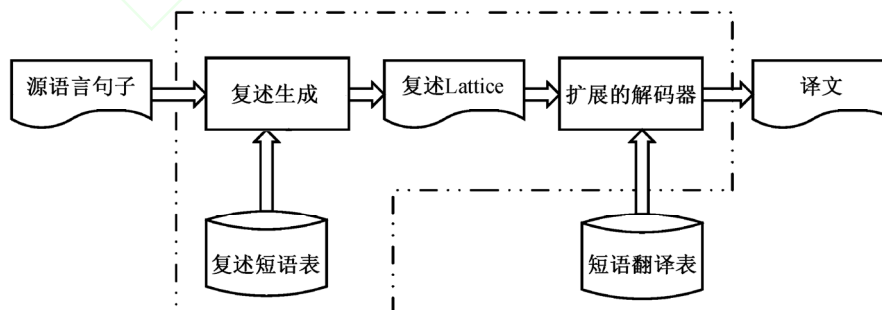 源语言句子
复述生成
复述Lattice
扩展的解码器
译文
复述短语表
短语翻译表